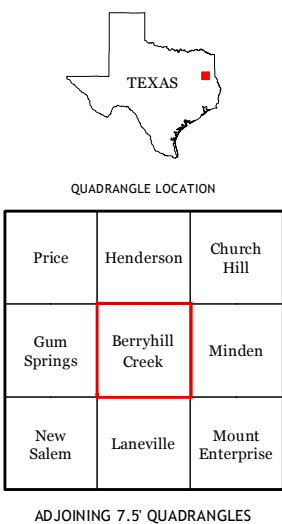 TEXAS
QUADRANGLE LOCATION
Price
Henderson
Church
Hill
Gum
Springs
Berryhill
Creek
Minden
New
Salem
Laneville
Mount
Enterprise
ADJOINING 7.5' QUADRANGLES